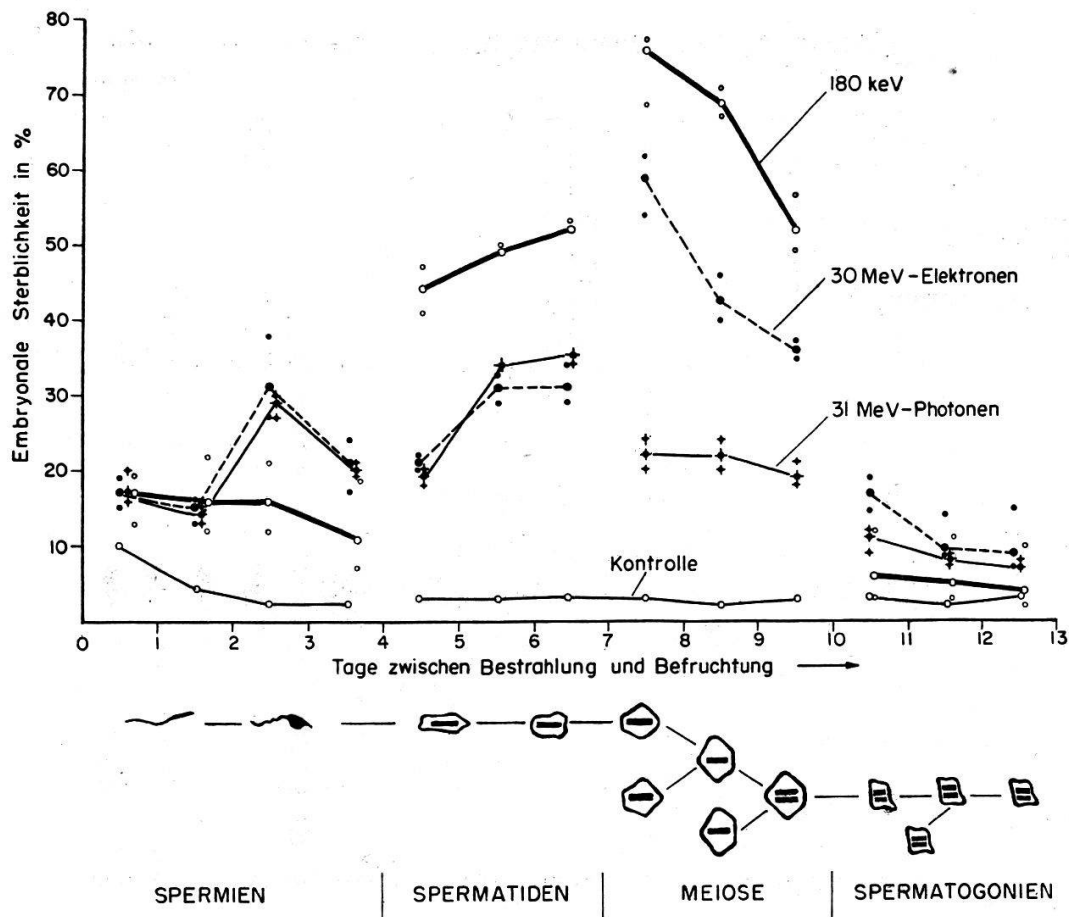 80
70
60
50
40
30
20
10
Embryonale Sterblichkeit in %
180 keV
30 MeV-Elektronen
31 MeV-Photonen
Kontrolle
0 1 2 3 4 5 6 7 8 9 10 11 12 13
Tage zwischen Bestrahlung und Befruchtung
SPERMIEN SPERMATIDEN MEIOSE SPERMATOGONIEN